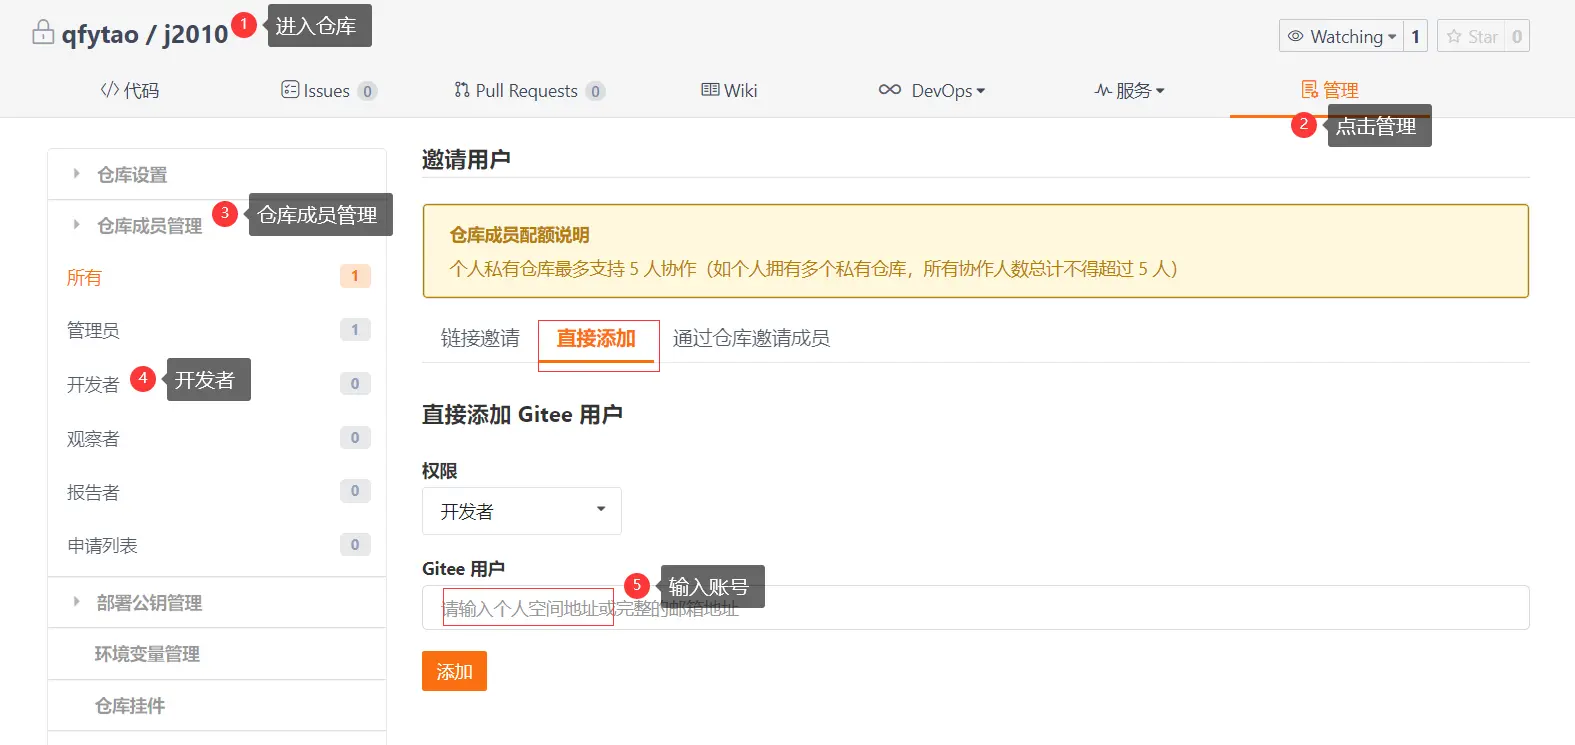 qfytao / j2010
1
进入仓库
Watching
1
Star
0
代码
Issues
0
Pull Requests
0
Wiki
DevOps
服务
管理
2
点击管理
仓库设置
仓库成员管理
3
仓库成员管理
所有
1
管理员
1
开发者
4
开发者
0
观察者
0
报告者
0
申请列表
0
部署公钥管理
环境变量管理
仓库挂件
邀请用户
仓库成员配额说明
个人私有仓库最多支持 5 人协作（如个人拥有多个私有仓库，所有协作人数总计不得超过 5 人）
链接邀请
直接添加
通过仓库邀请成员
直接添加 Gitee 用户
权限
开发者
Gitee 用户
5
输入账号
请输入个人空间地址或完整的邮箱地址
添加